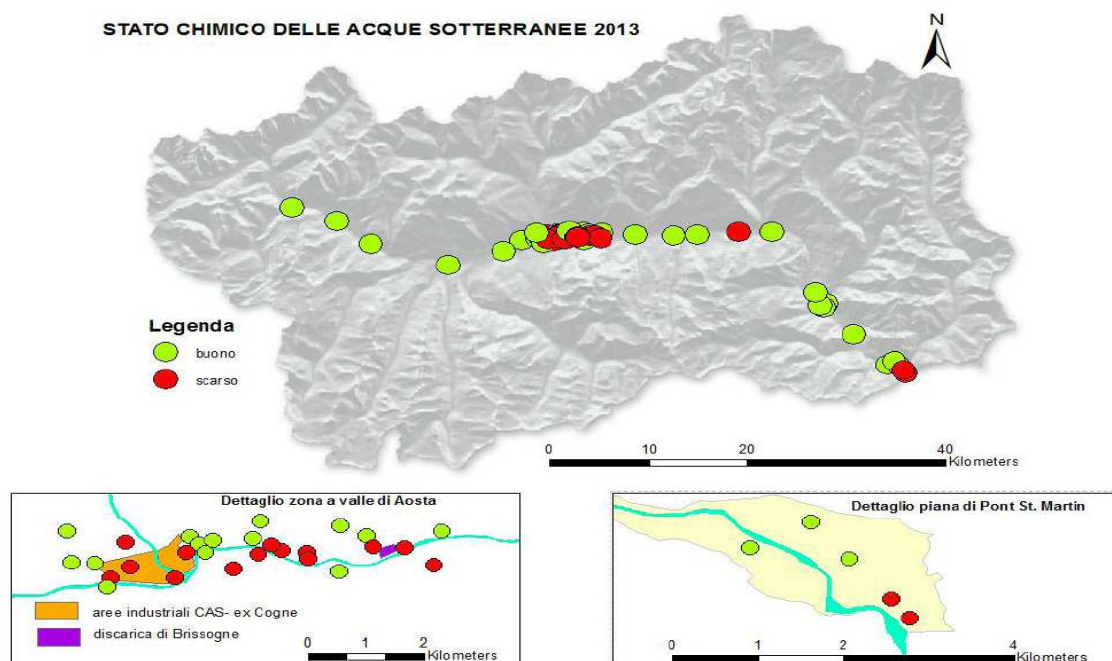 STATO CHIMICO DELLE ACQUE SOTTERRANEE 2013
N
Legenda
buono
scarso
0 10 20 40
Kilometers
Dettaglio zona a valle di Aosta
aree industriali CAS- ex Cogne
discarica di Brissogne
0 1 2
Kilometers
Dettaglio piana di Pont St. Martin
0 1 2 4
Kilometers